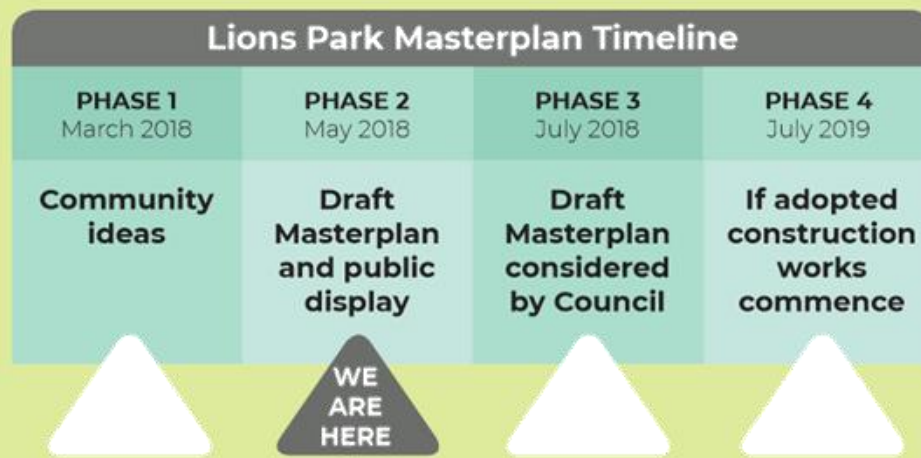 Lions Park Masterplan Timeline
PHASE 1
March 2018
Community
ideas
PHASE 2
May 2018
Draft
Masterplan
and public
display
WE
ARE
HERE
PHASE 3
July 2018
Draft
Masterplan
considered
by Council
PHASE 4
July 2019
If adopted
construction
works
commence